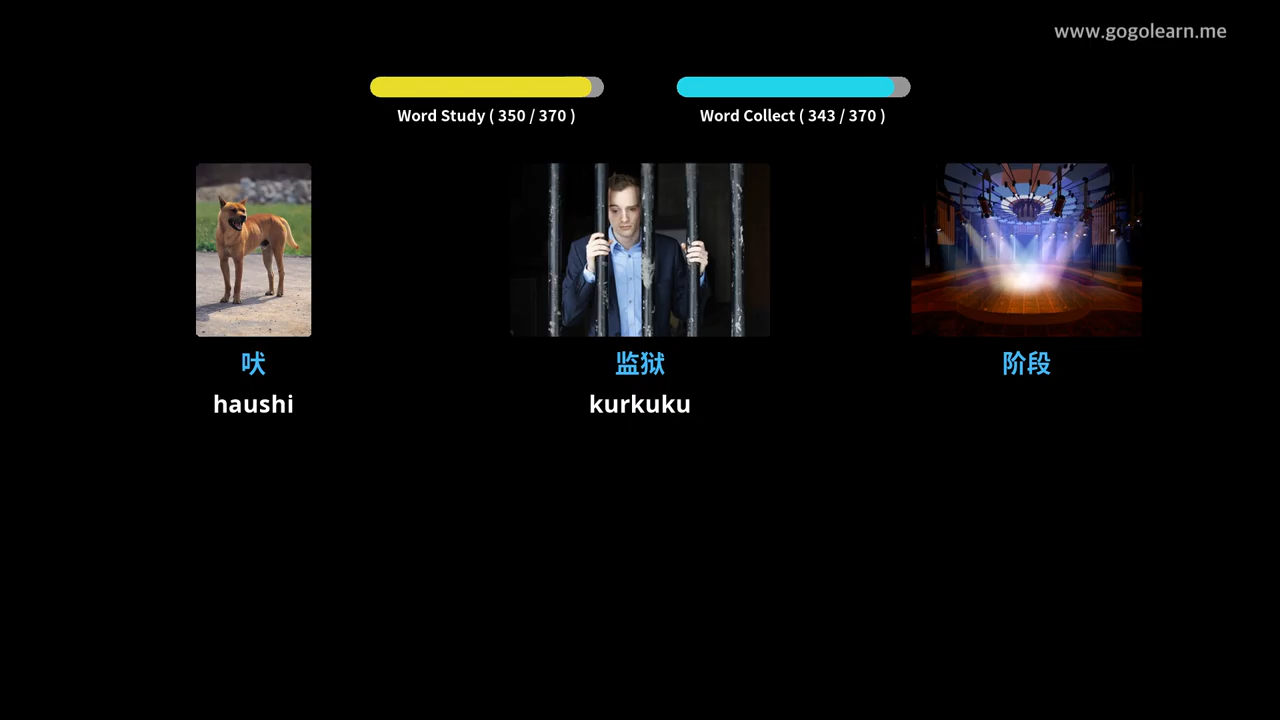 www.gogolearn.me
Word Study ( 350 / 370 )
Word Collect ( 343 / 370 )
吠
监狱
阶段
haushi
kurkuku